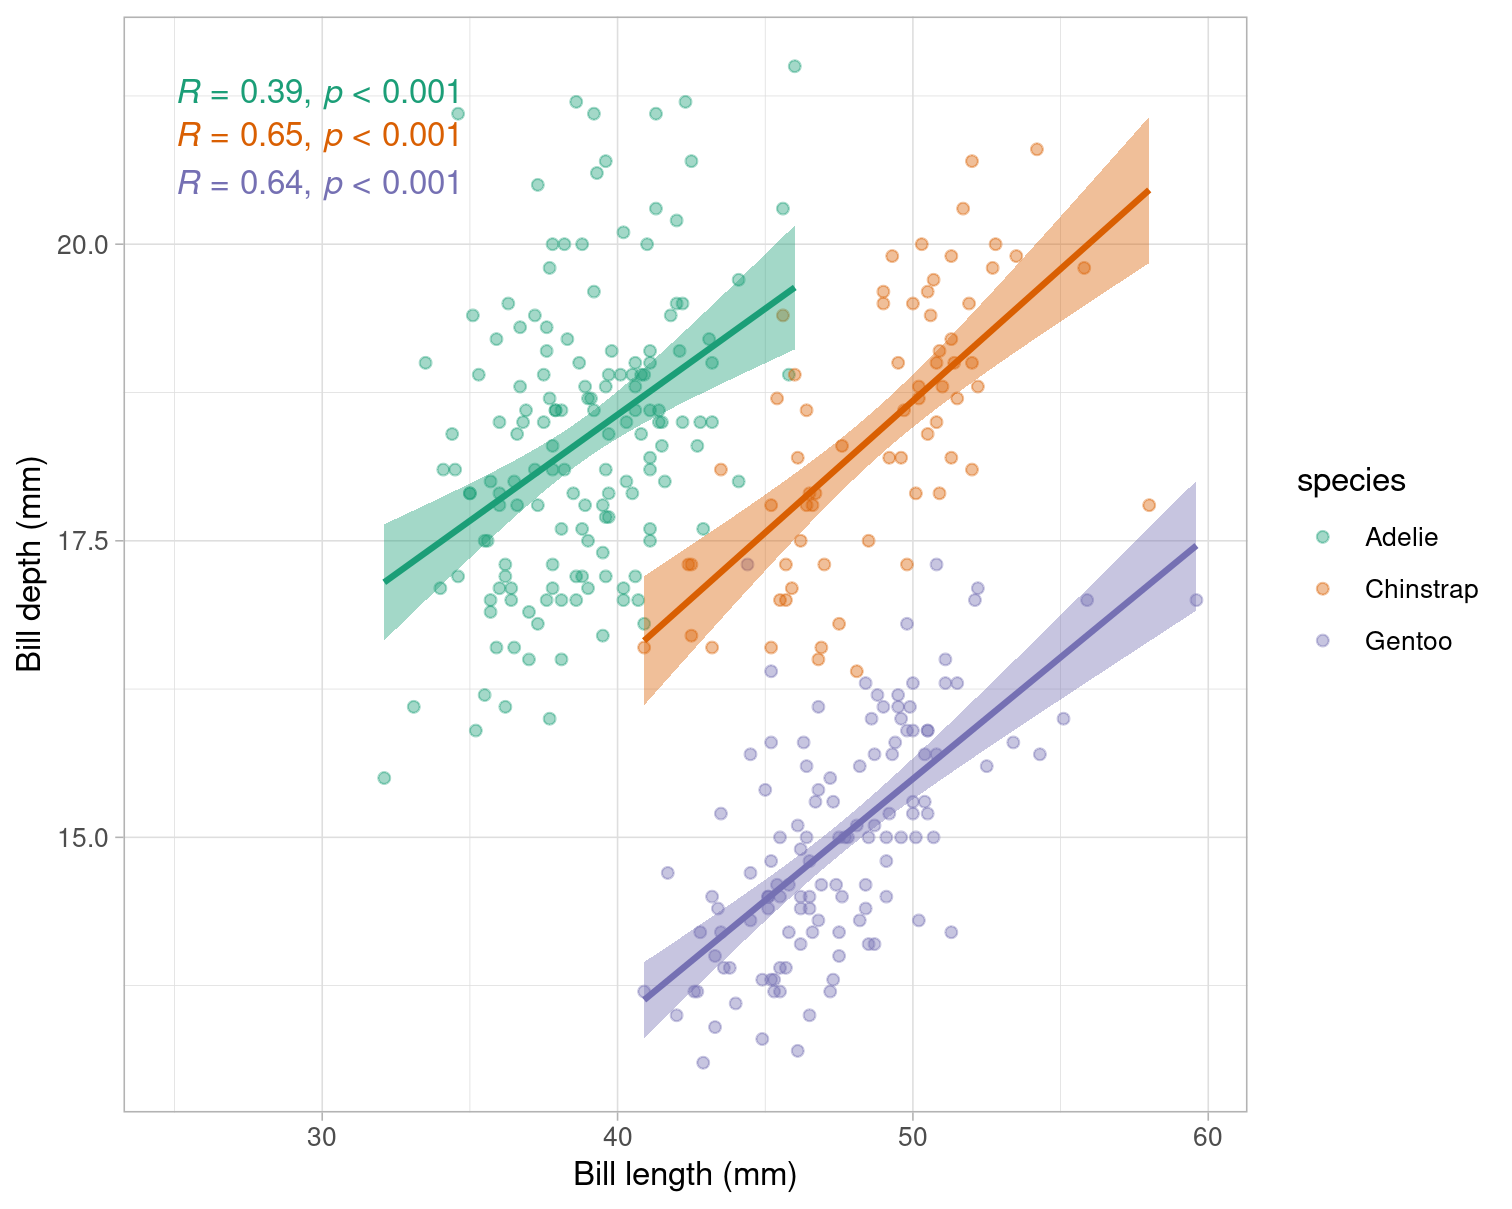 R = 0.39, p < 0.001
R = 0.65, p < 0.001
R = 0.64, p < 0.001
20.0
17.5
15.0
Bill depth (mm)
30
40
50
60
Bill length (mm)
species
Adelie
Chinstrap
Gentoo